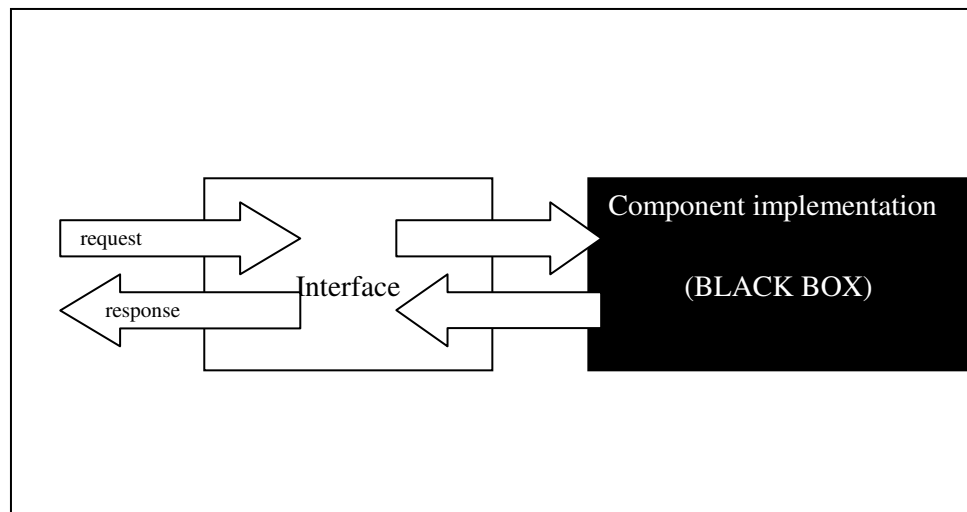 Component implementation
request
Interface
(BLACK BOX)
response